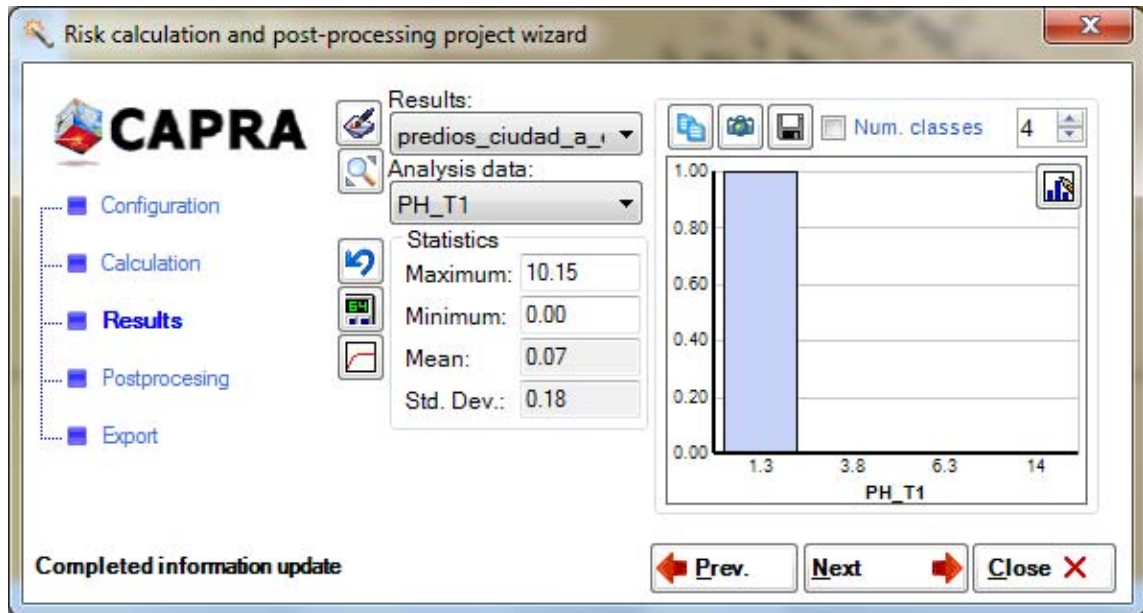 Risk calculation and post-processing project wizard
CAPRA
Configuration
Calculation
Results
Postprocesing
Export
Results:
predios_ciudad_a_
Analysis data:
PH_T1
Statistics
Maximum: 10.15
Minimum: 0.00
Mean: 0.07
Std. Dev.: 0.18
Num. classes 4
1.00
0.80
0.60
0.40
0.20
0.00
1.3 3.8 6.3 14
PH_T1
Completed information update
Prev. Next Close